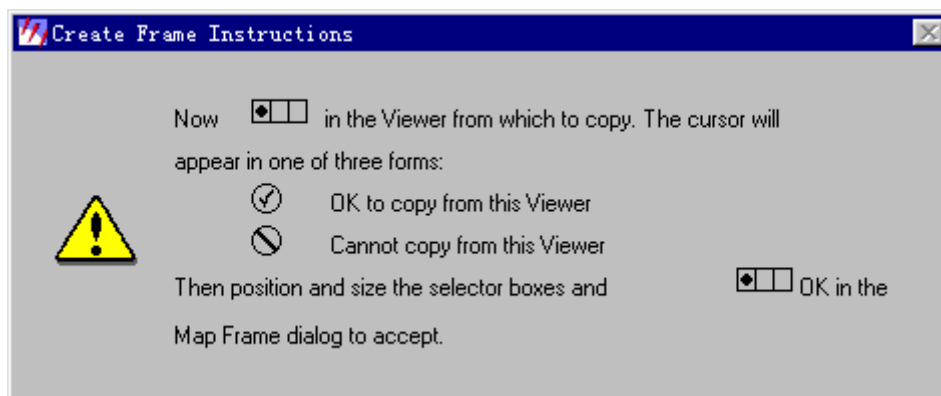 Create Frame Instructions
Now in the Viewer from which to copy. The cursor will
appear in one of three forms:
OK to copy from this Viewer
Cannot copy from this Viewer
Then position and size the selector boxes and OK in the
Map Frame dialog to accept.